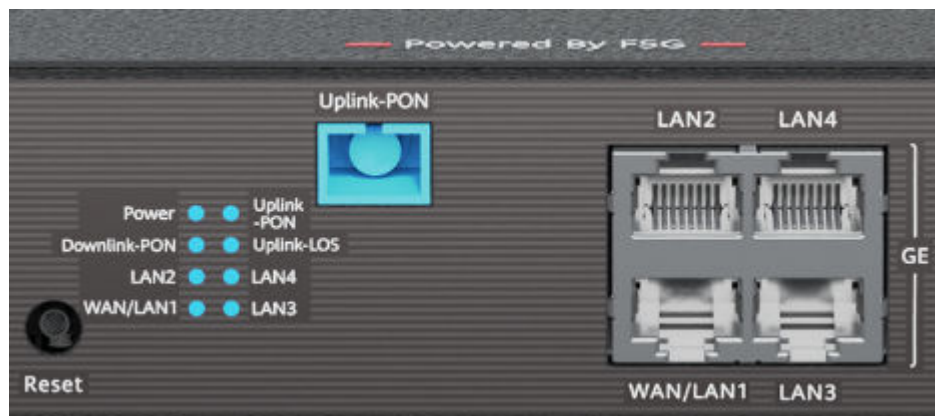 Powered By FSG
Uplink-PON
LAN2 LAN4
Power Uplink
-PON
Downlink-PON Uplink-LOS
LAN2 LAN4
WAN/LAN1 LAN3
GE
Reset
WAN/LAN1 LAN3